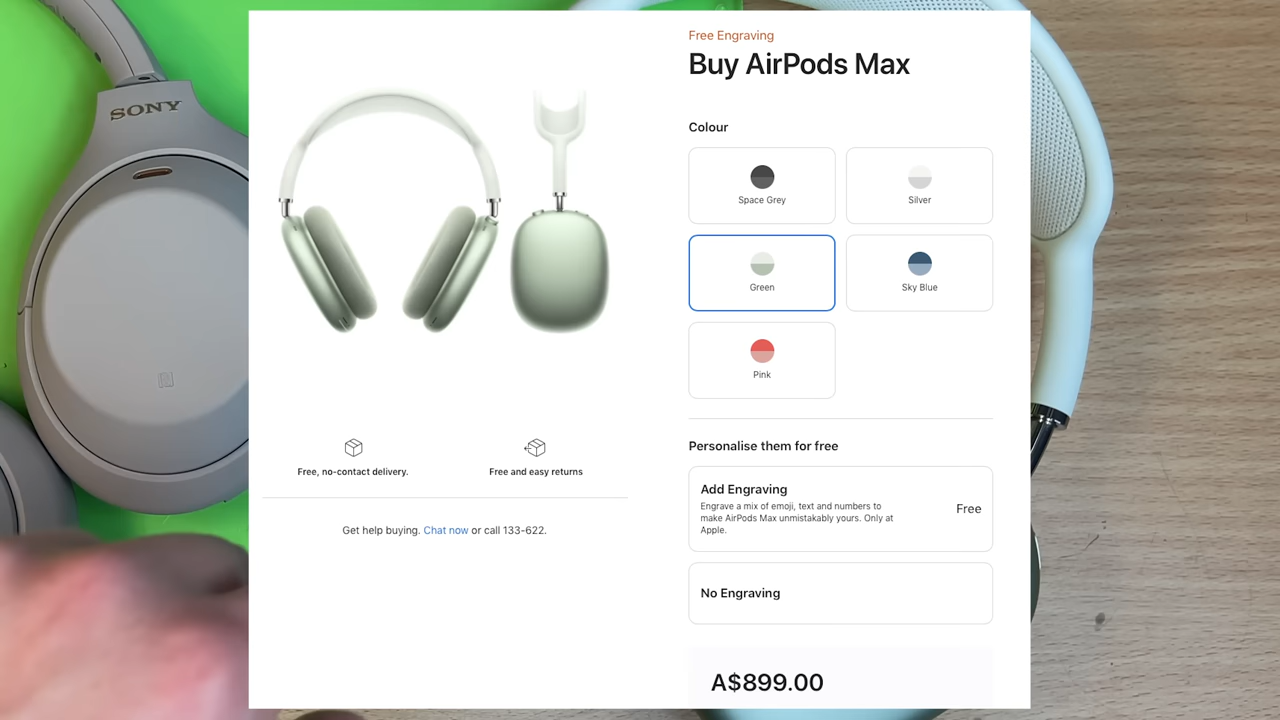 SONY
Free Engraving
Buy AirPods Max
Colour
Space Grey
Silver
Green
Sky Blue
Pink
Free, no-contact delivery.
Free and easy returns
Get help buying. Chat now or call 133-622.
Personalise them for free
Add Engraving
Engrave a mix of emoji, text and numbers to
make AirPods Max unmistakably yours. Only at
Apple.
Free
No Engraving
A$899.00